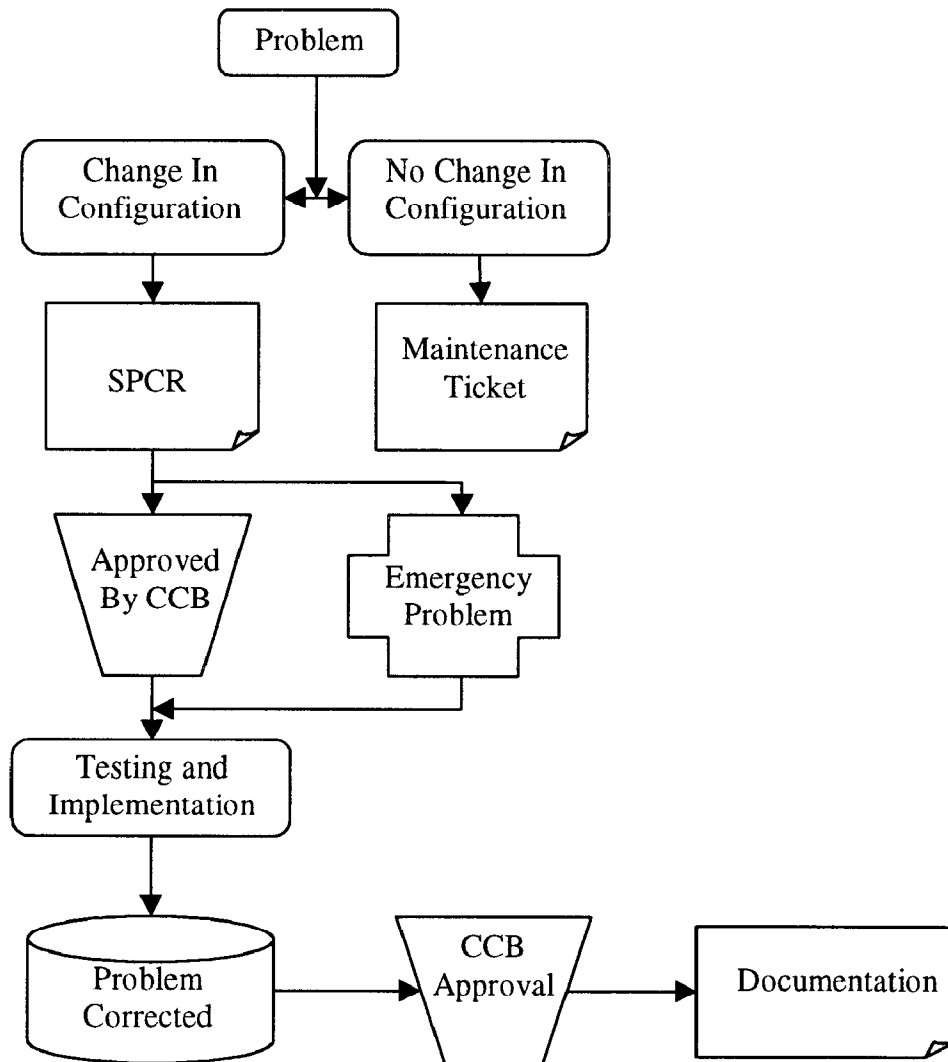 Problem
Change In
Configuration
No Change In
Configuration
SPCR
Maintenance
Ticket
Approved
By CCB
Emergency
Problem
Testing and
Implementation
Problem
Corrected
CCB
Approval
Documentation